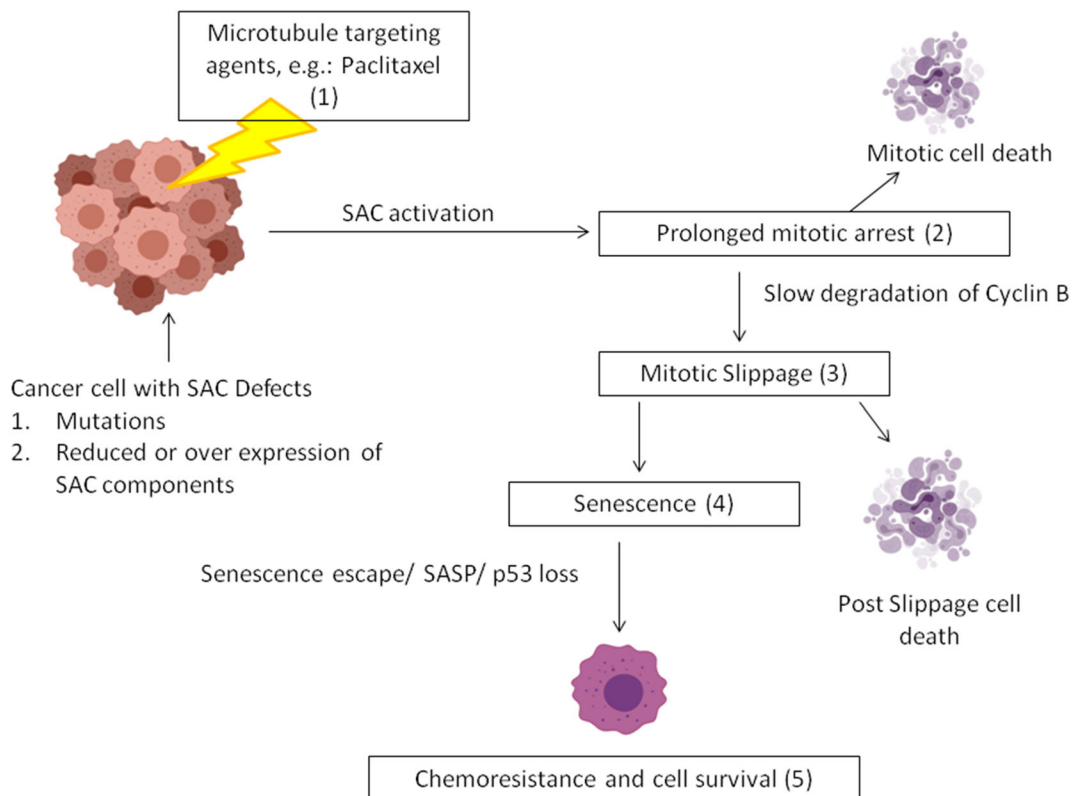 Microtubule targeting
agents, e.g.: Paclitaxel
(1)
Mitotic cell death
SAC activation
Prolonged mitotic arrest (2)
Slow degradation of Cyclin B
Mitotic Slippage (3)
Cancer cell with SAC Defects
1. Mutations
2. Reduced or over expression of
SAC components
Senescence (4)
Senescence escape/ SASP/ p53 loss
Post Slippage cell
death
Chemoresistance and cell survival (5)